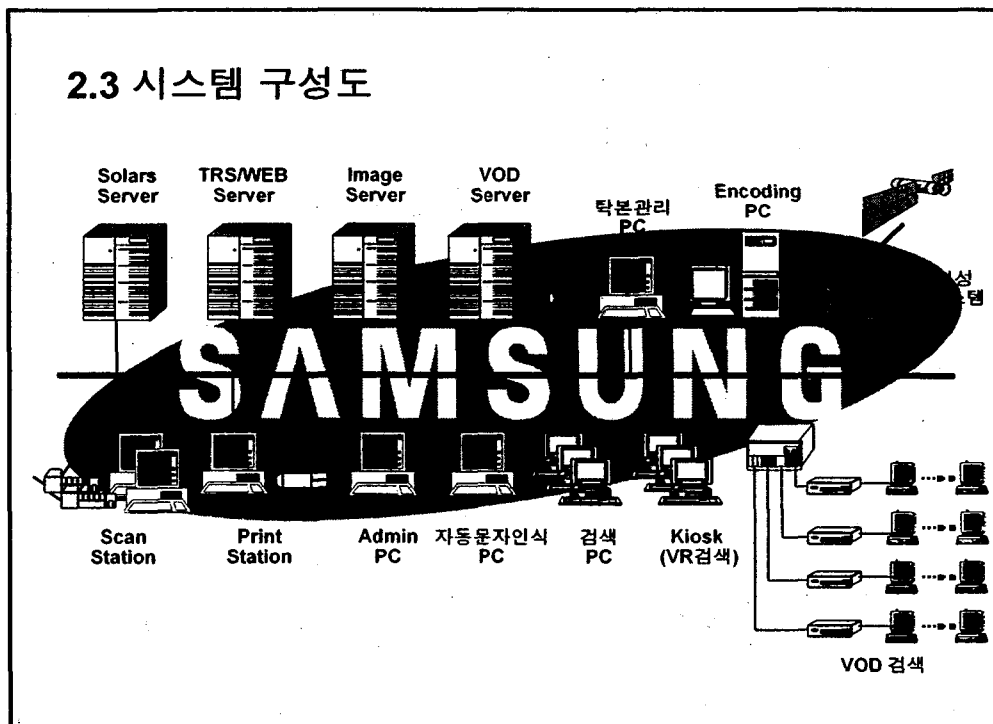 2.3 시스템 구성도
Solars
Server
TRS/WEB
Server
Image
Server
VOD
Server
탁본관리
PC
Encoding
PC
SAMSUNG
Scan
Station
Print
Station
Admin
PC
자동문자인식
PC
검색
PC
Kiosk
(VR검색)
VOD 검색